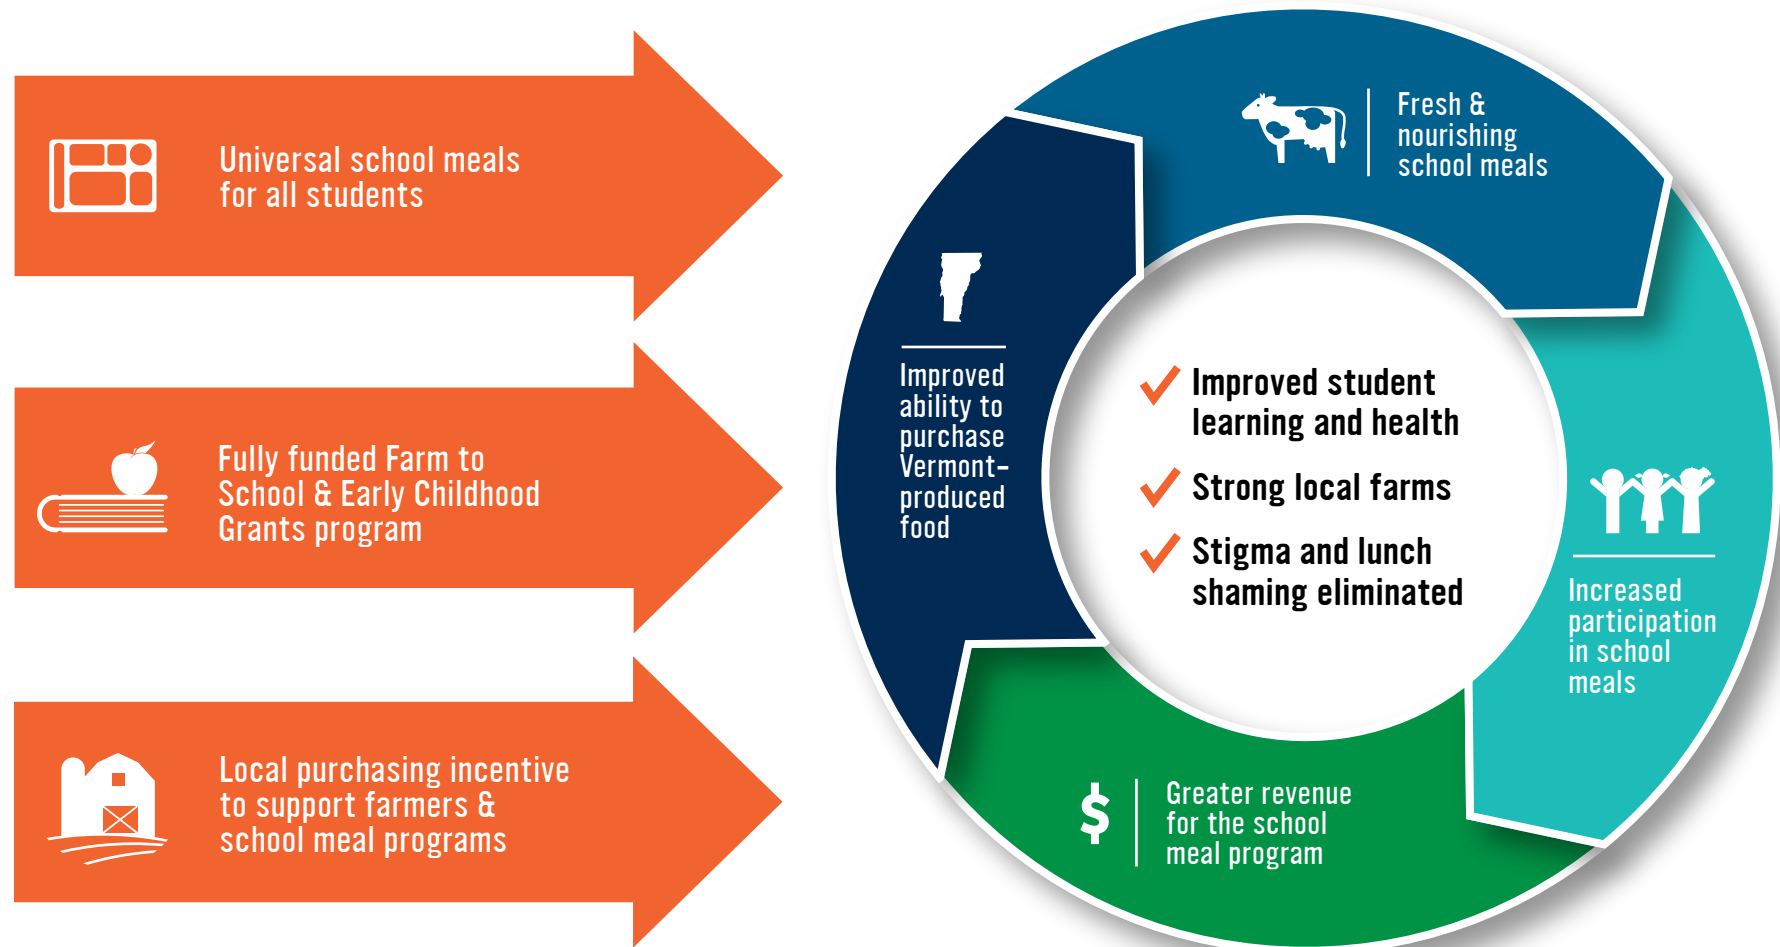 Universal school meals
for all students
Fully funded Farm to
School & Early Childhood
Grants program
Local purchasing incentive
to support farmers &
school meal programs
Fresh &
nourishing
school meals
Increased
participation
in school
meals
$
Greater revenue
for the school
meal program
Improved
ability to
purchase
Vermont-
produced
food
Improved student
learning and health
Strong local farms
Stigma and lunch
shaming eliminated